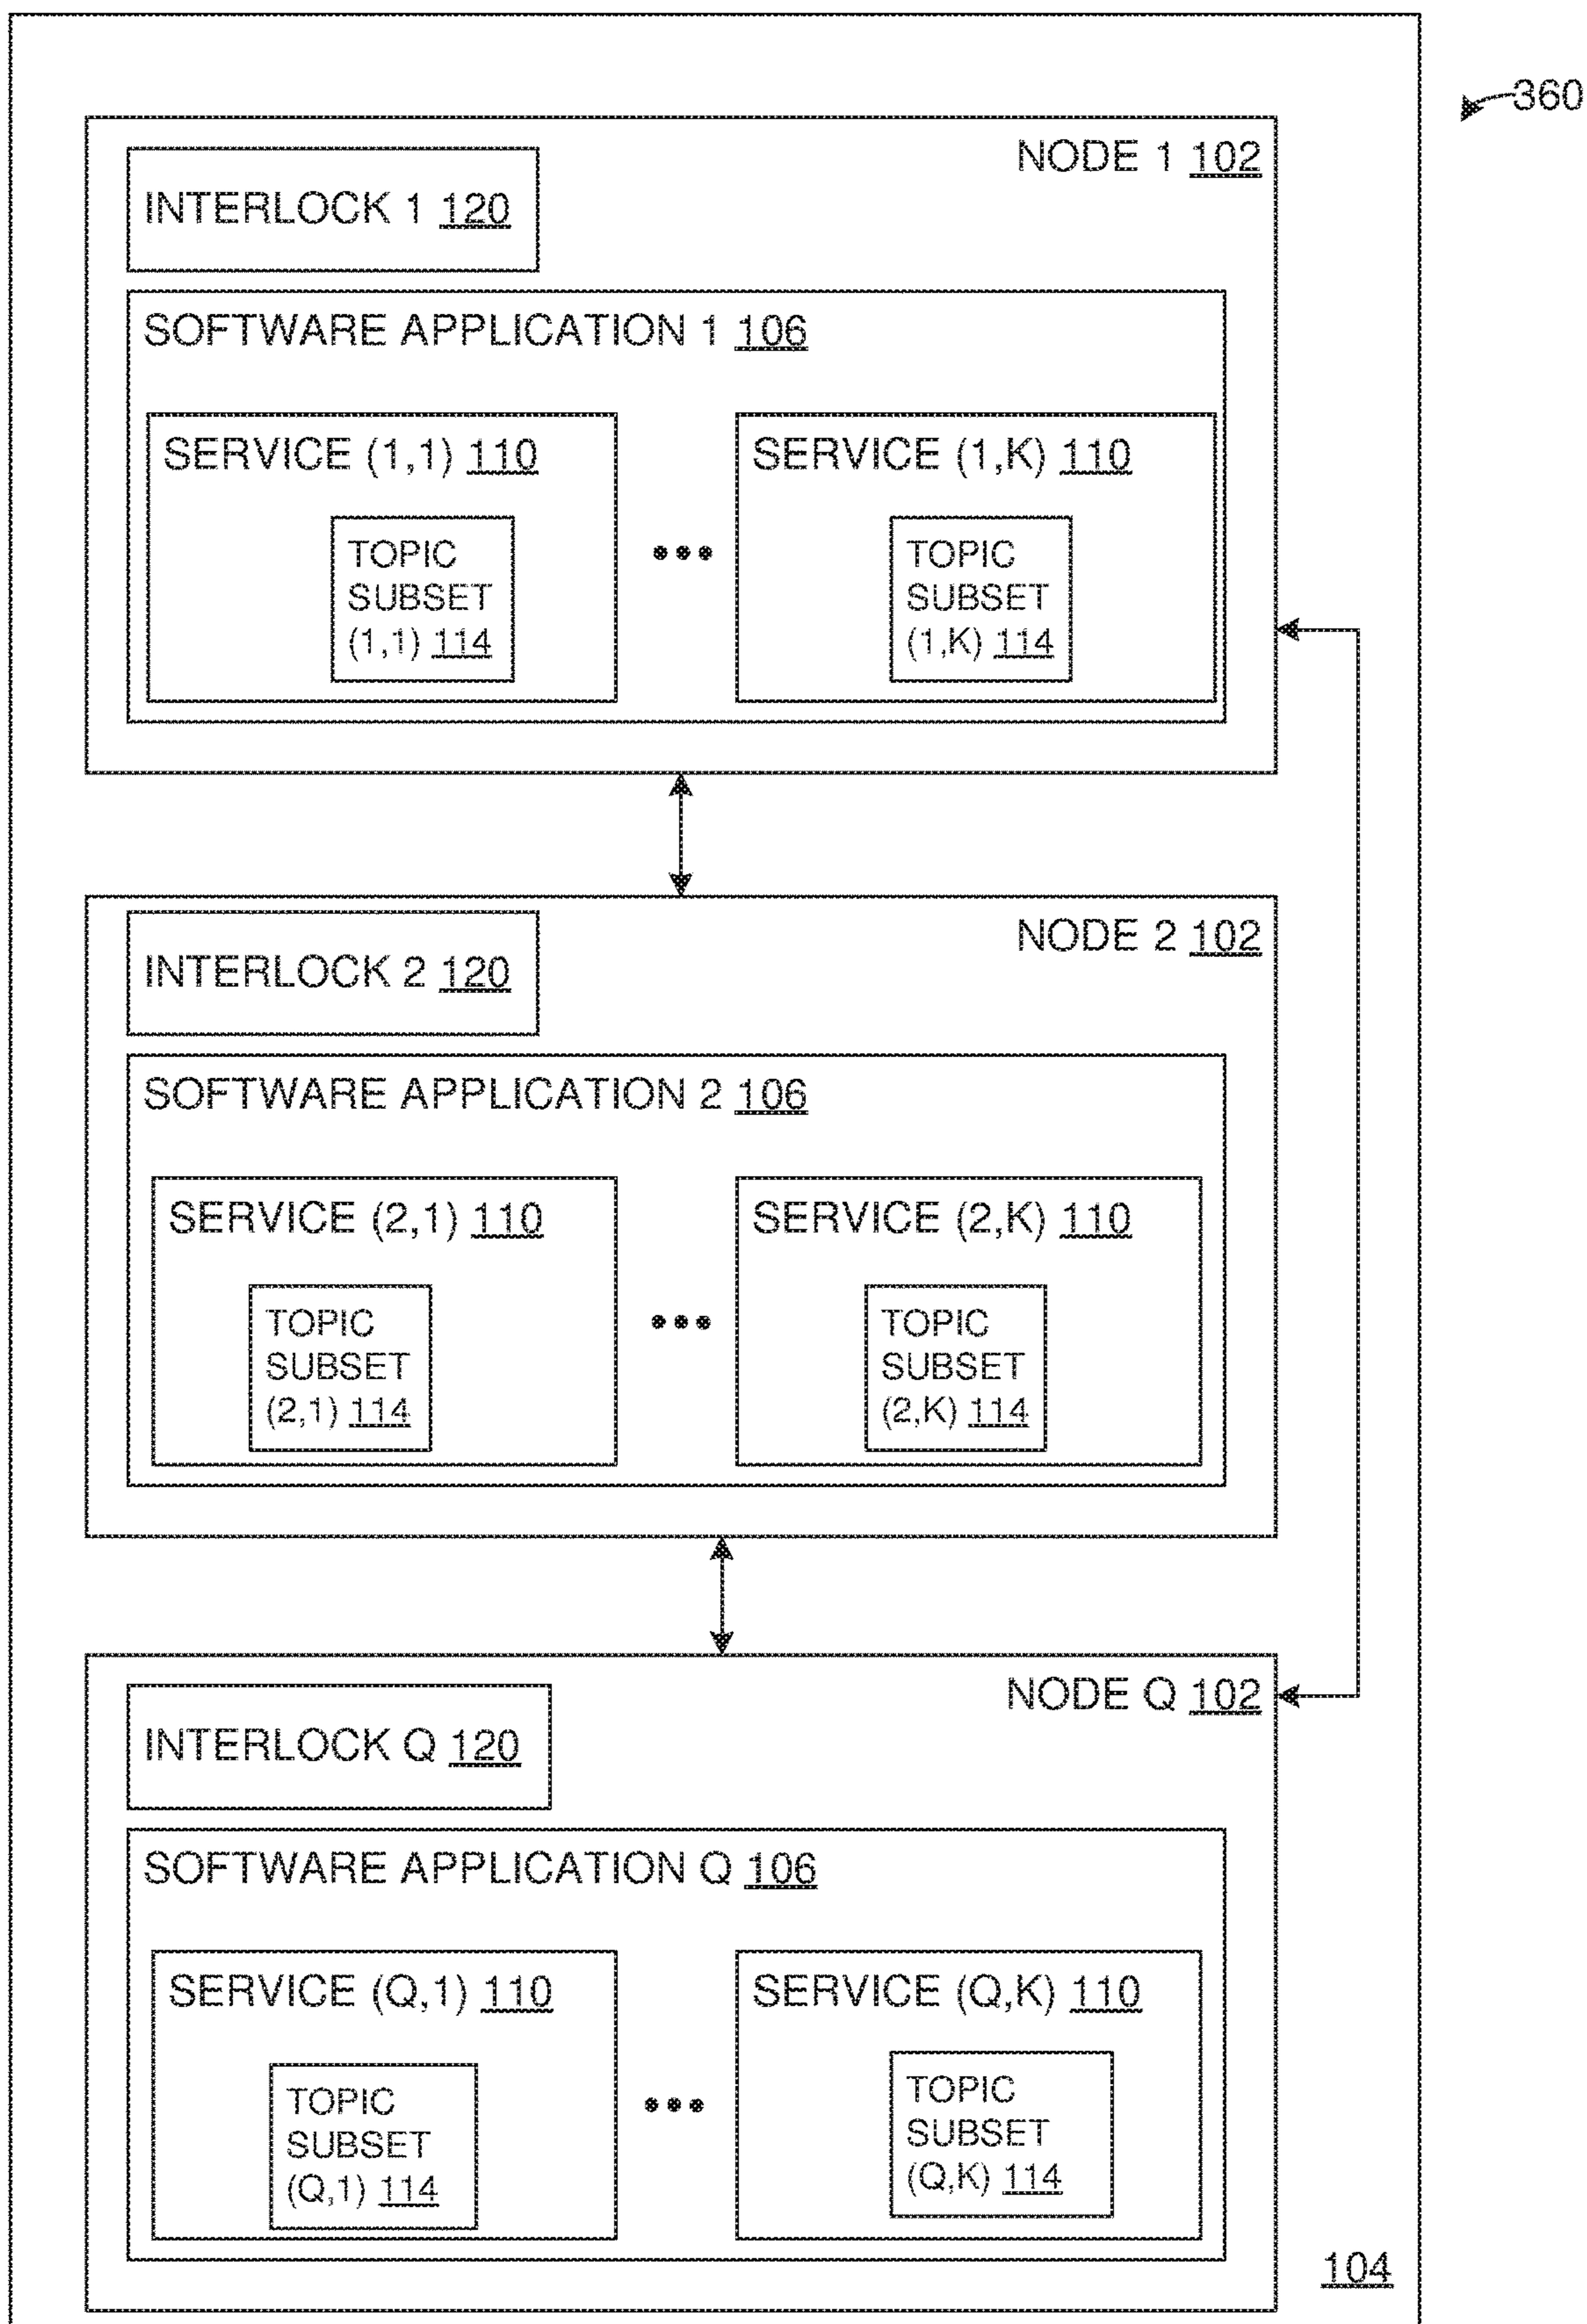 360
NODE 1 102
INTERLOCK 1 120
SOFTWARE APPLICATION 1 106
SERVICE (1,1) 110
TOPIC
SUBSET
(1,1) 114
•••
SERVICE (1,K) 110
TOPIC
SUBSET
(1,K) 114
NODE 2 102
INTERLOCK 2 120
SOFTWARE APPLICATION 2 106
SERVICE (2,1) 110
TOPIC
SUBSET
(2,1) 114
•••
SERVICE (2,K) 110
TOPIC
SUBSET
(2,K) 114
NODE Q 102
INTERLOCK Q 120
SOFTWARE APPLICATION Q 106
SERVICE (Q,1) 110
TOPIC
SUBSET
(Q,1) 114
•••
SERVICE (Q,K) 110
TOPIC
SUBSET
(Q,K) 114
104